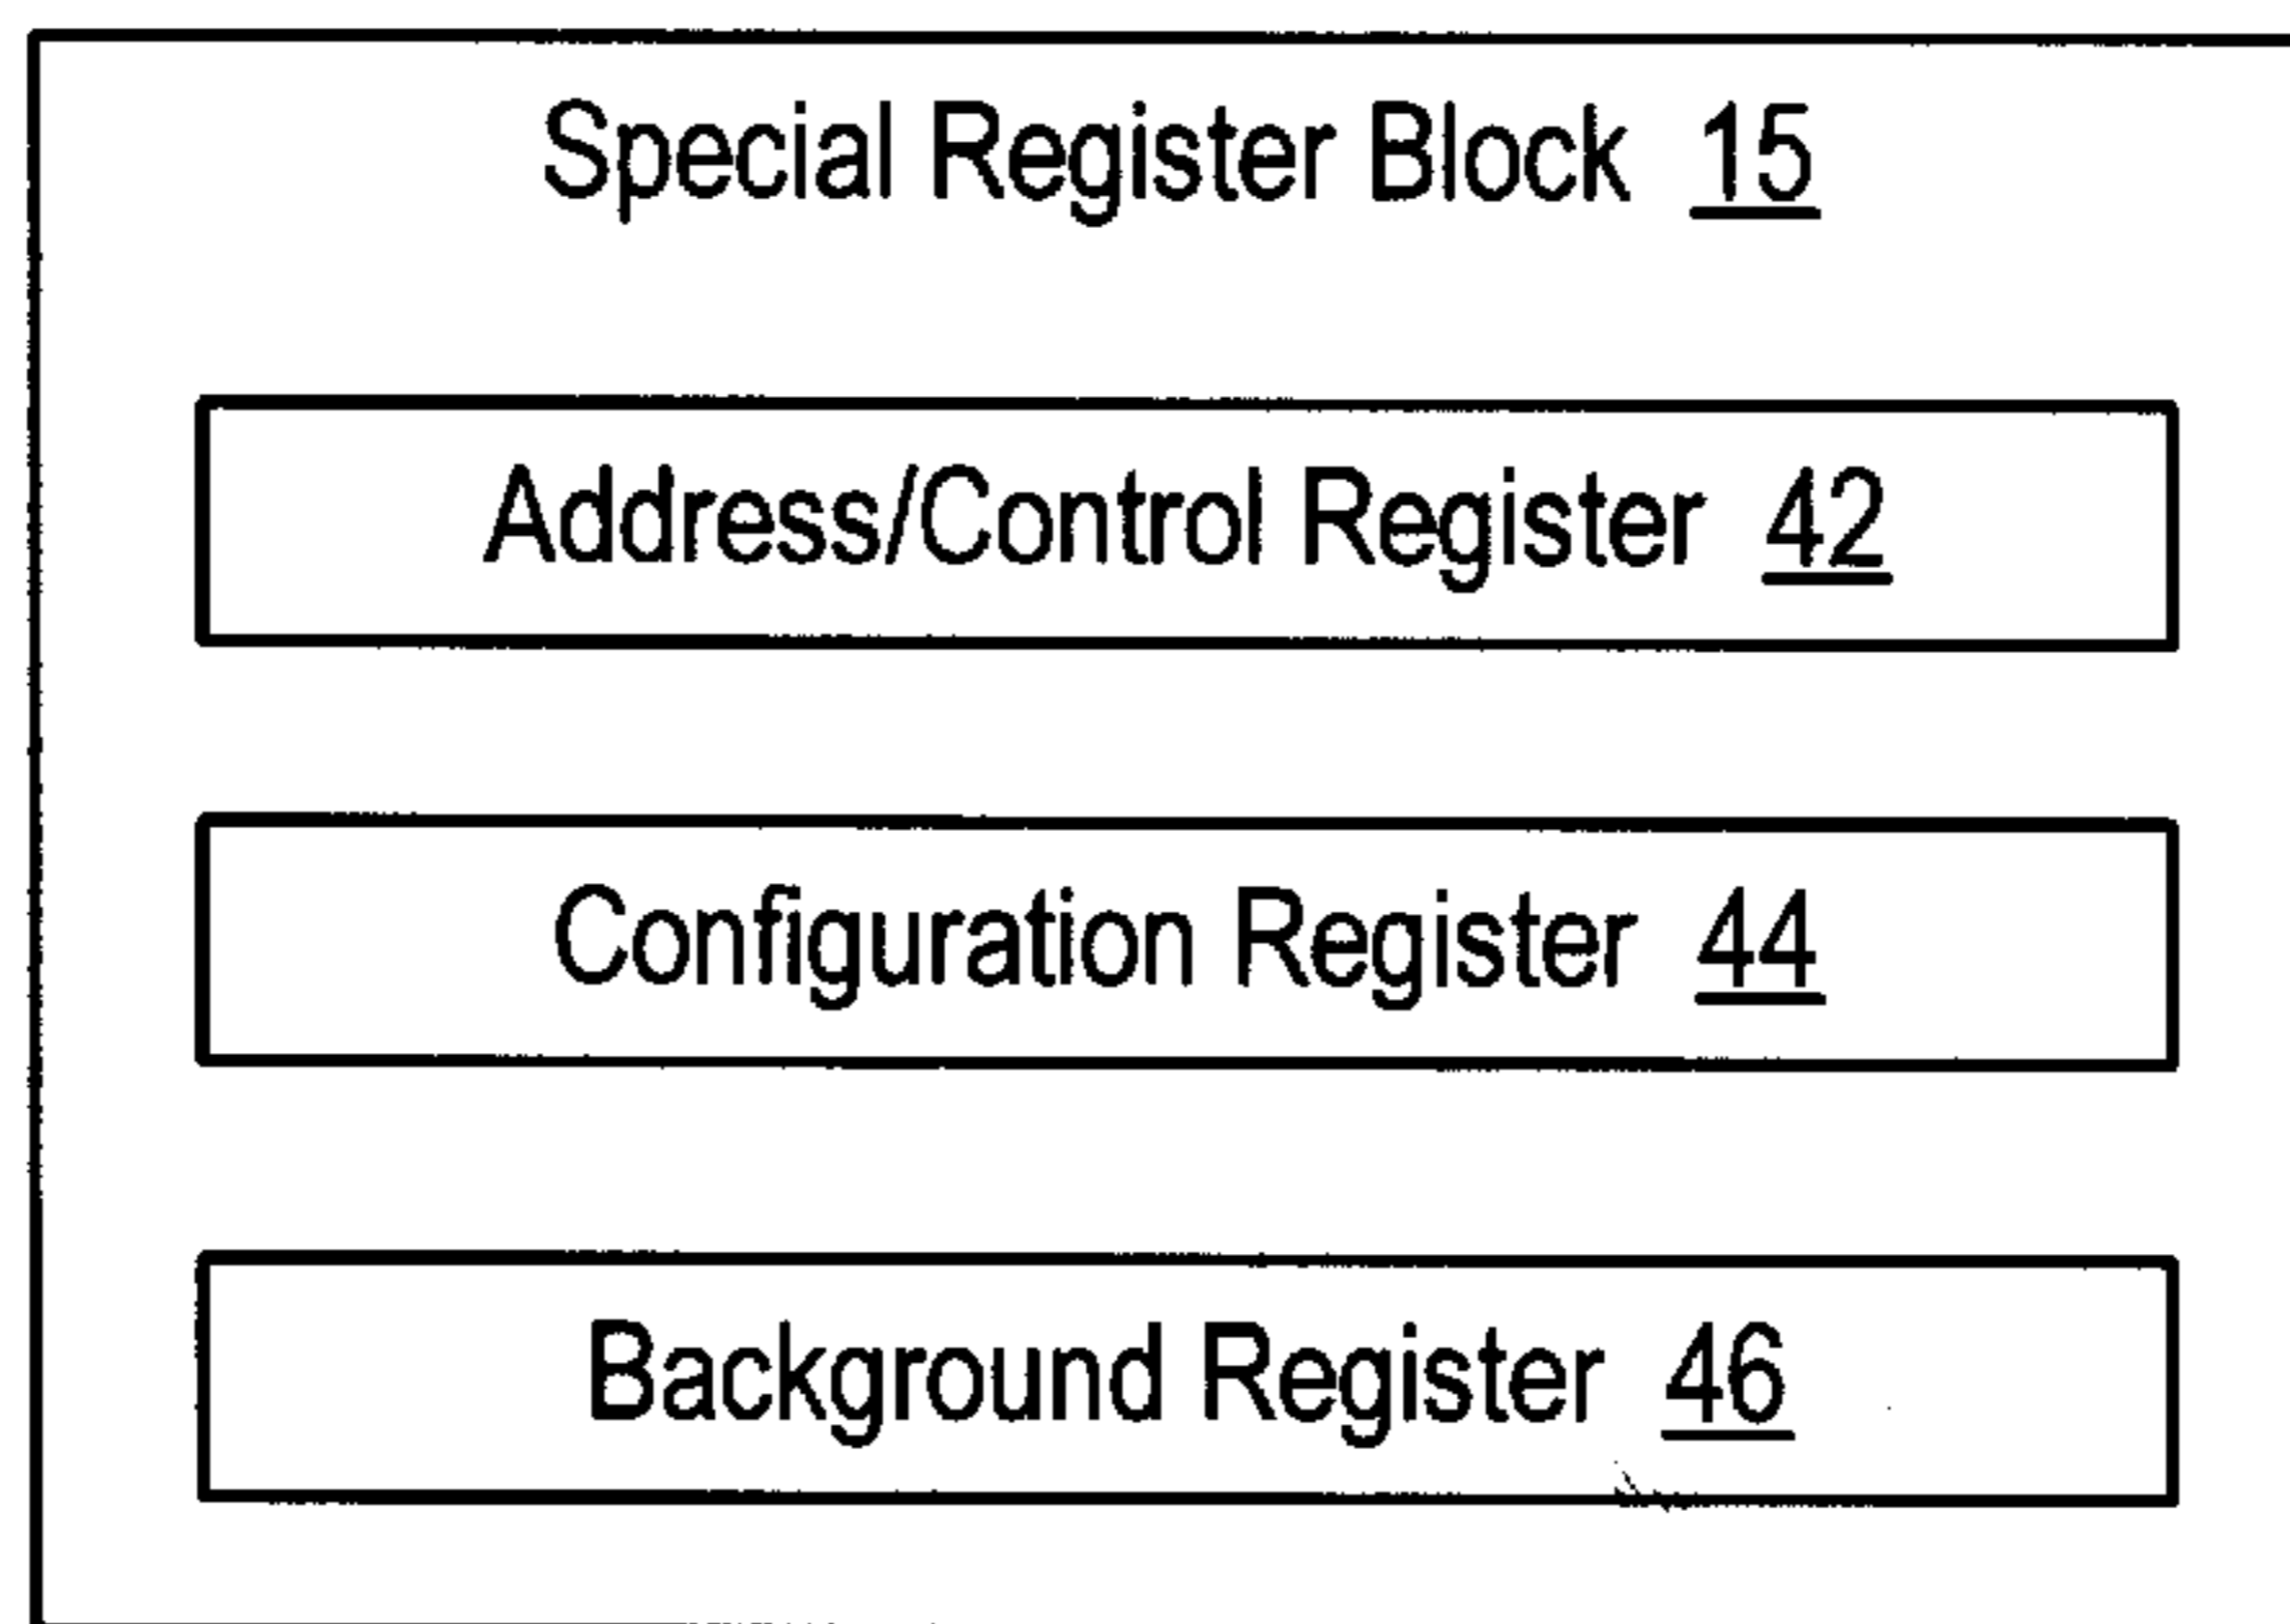 Special Register Block 15
Address/Control Register 42
Configuration Register 44
Background Register 46